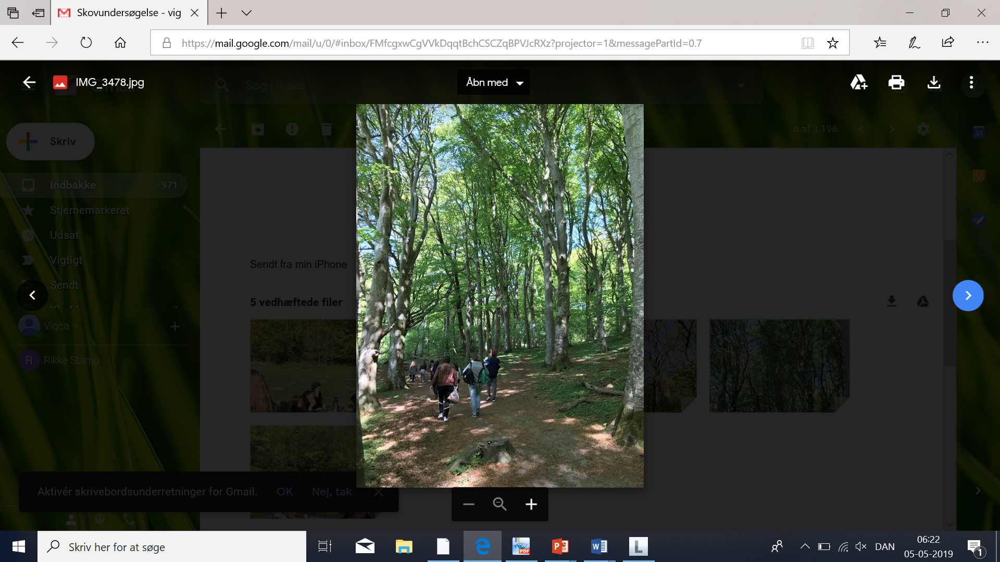 Skovundersøgelse - vig
https://mail.google.com/mail/u/0/#inbox/FMfcgxwCgVVkDqqtBchCSCZqBPVJcRXz?projector=1&messagePartId=0.7
IMG_3478.jpg
Søg i mails
Åbn med
Skriv
6 af 3.196
31
Indbakke 971
Stjernemarkeret
Udsat
Vigtigt
Sendt
Sendt fra min iPhone
5 vedhæftede filer
Vigga
R Rikke Stamp
Aktivér skrivebordsunderretninger for Gmail. OK Nej, tak
Skriv her for at søge
PDF
P
W
L
DAN
06:22
05-05-2019
1